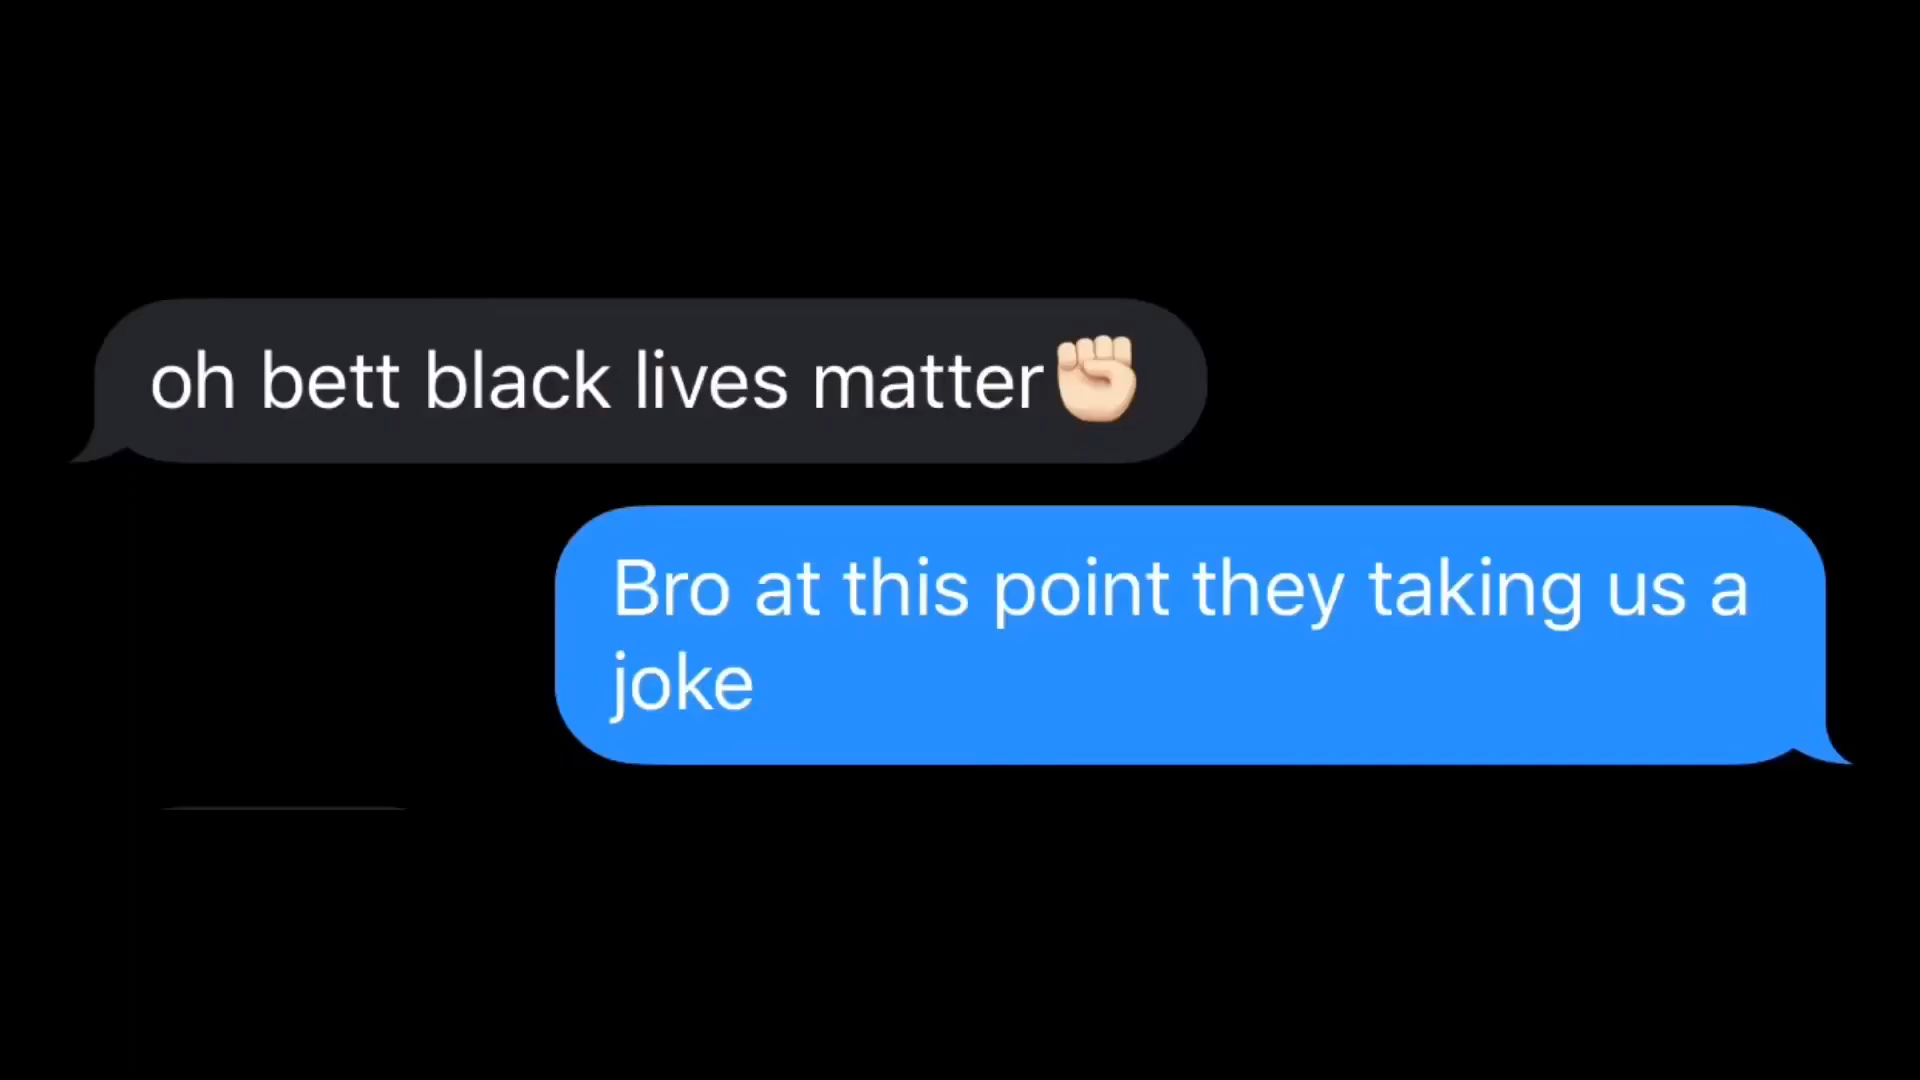 oh bett black lives matter✊🏻
Bro at this point they taking us a
joke